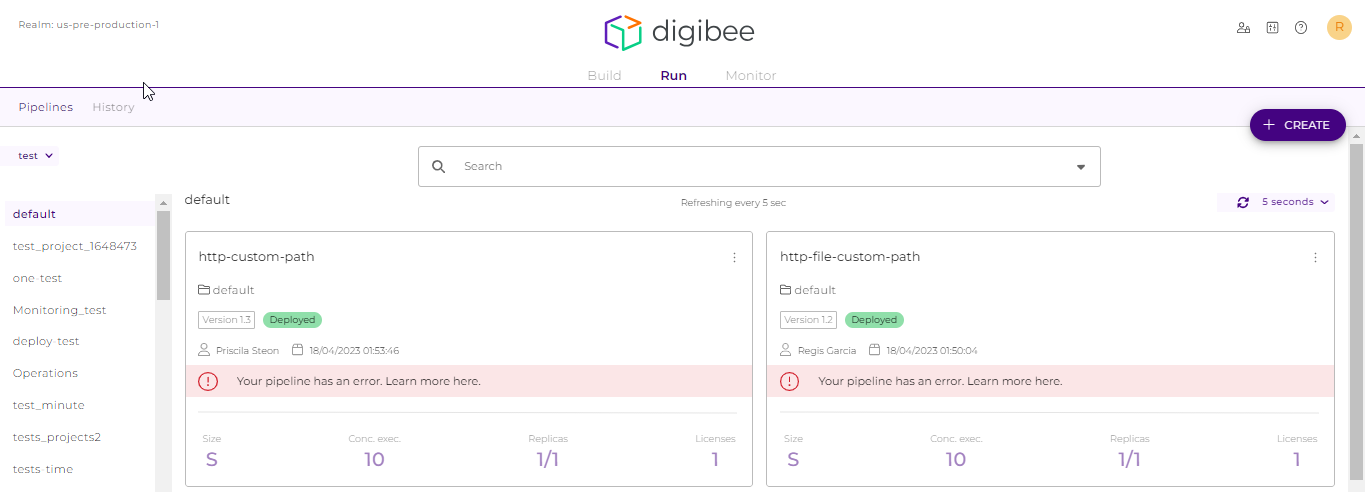 Realm: us-pre-production-1
digibee
R
Build Run Monitor
Pipelines History
+ CREATE
test
Search
default
Refreshing every 5 sec
5 seconds
default
test_project_1648473
one-test
Monitoring_test
deploy-test
Operations
test_minute
tests_projects2
tests-time
http-custom-path
default
Version 1.3 Deployed
Priscila Steon 18/04/2023 01:53:46
Your pipeline has an error. Learn more here.
Size Conc. exec. Replicas Licenses
S 10 1/1 1
http-file-custom-path
default
Version 1.2 Deployed
Regis Garcia 18/04/2023 01:50:04
Your pipeline has an error. Learn more here.
Size Conc. exec. Replicas Licenses
S 10 1/1 1